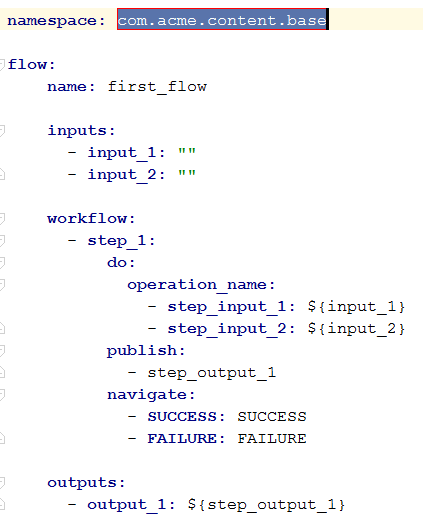 namespace: com.acme.content.base
flow:
name: first_flow
inputs:
- input_1: ""
- input_2: ""
workflow:
- step_1:
do:
operation_name:
- step_input_1: ${input_1}
- step_input_2: ${input_2}
publish:
- step_output_1
navigate:
- SUCCESS: SUCCESS
- FAILURE: FAILURE
outputs:
- output_1: ${step_output_1}